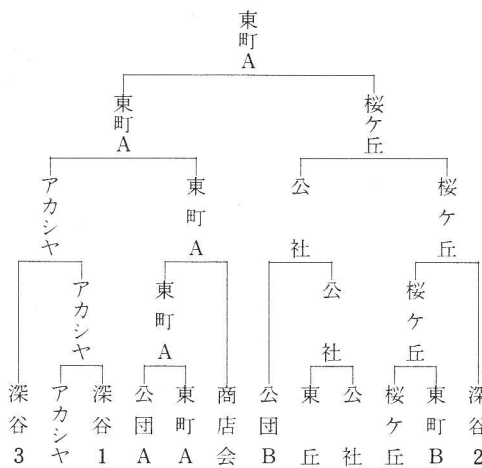 東町A
東町A
桜ケ丘
アカシヤ
東町A
公社
桜ケ丘
アカシヤ
東町A
公社
桜ケ丘
深谷3
アカシヤ
深谷1
公団A
東町A
商店会
公団B
東丘
公社
桜ケ丘
東町B
深谷2